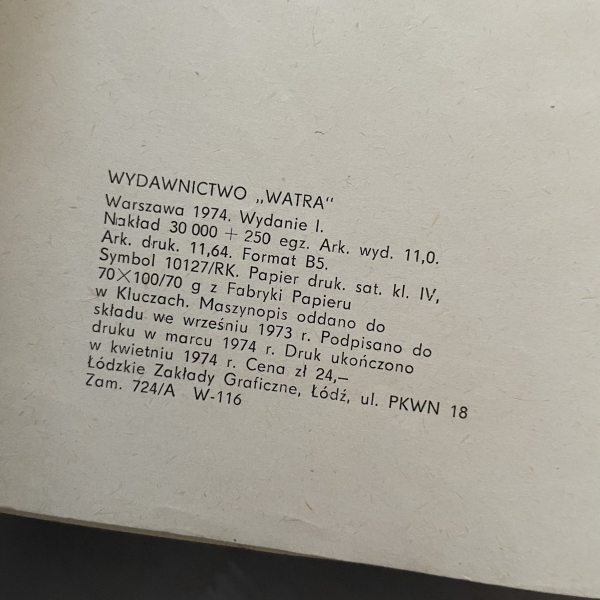 WYDAWNICTWO „WATRA"
Warszawa 1974. Wydanie I.
Nakład 30 000 + 250 egz. Ark. wyd. 11,0.
Ark. druk. 11,64. Format B5.
Symbol 10127/RK. Papier druk. sat. kl. IV,
70×100/70 g z Fabryki Papieru
w Kluczach. Maszynopis oddano do
składu we wrześniu 1973 r. Podpisano do
druku w marcu 1974 r. Druk ukończono
w kwietniu 1974 r. Cena zł 24,–
Łódzkie Zakłady Graficzne, Łódź, ul. PKWN 18
Zam. 724/A W-116